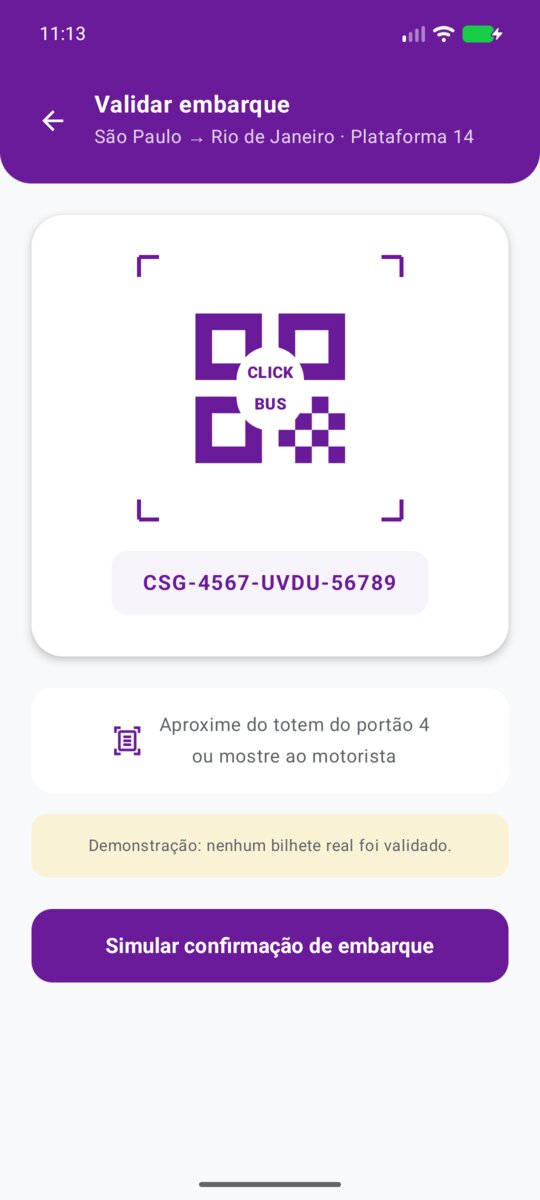 11:13
Validar embarque
São Paulo → Rio de Janeiro · Plataforma 14
CLICK
BUS
CSG-4567-UVDU-56789
Aproxime do totem do portão 4
ou mostre ao motorista
Demonstração: nenhum bilhete real foi validado.
Simular confirmação de embarque